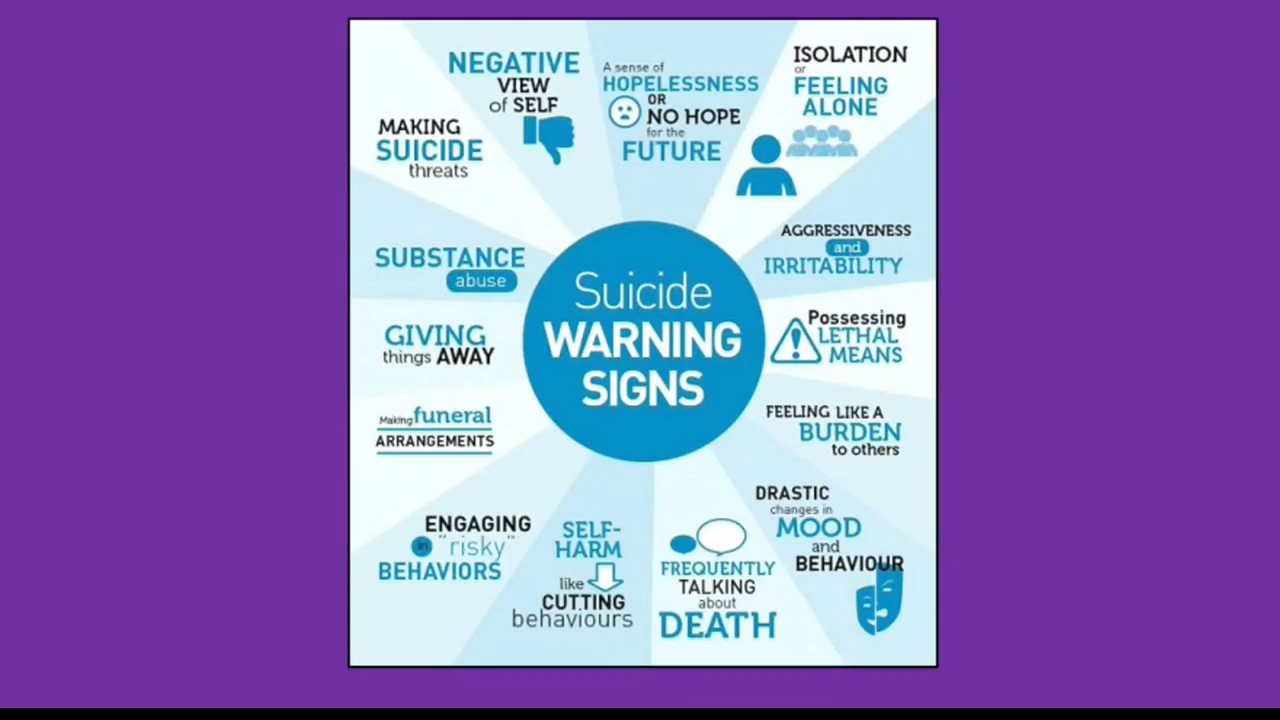 NEGATIVE
VIEW
of SELF
A sense of
HOPELESSNESS
OR
NO HOPE
for the
FUTURE
ISOLATION
or
FEELING
ALONE
MAKING
SUICIDE
threats
AGGRESSIVENESS
and
IRRITABILITY
SUBSTANCE
abuse
Suicide
WARNING
SIGNS
Possessing
LETHAL
MEANS
GIVING
things AWAY
FEELING LIKE A
BURDEN
to others
Making funeral
ARRANGEMENTS
DRASTIC
changes in
MOOD
and
BEHAVIOUR
ENGAGING
in "risky"
BEHAVIORS
SELF-
HARM
like
CUTTING
behaviours
FREQUENTLY
TALKING
about
DEATH